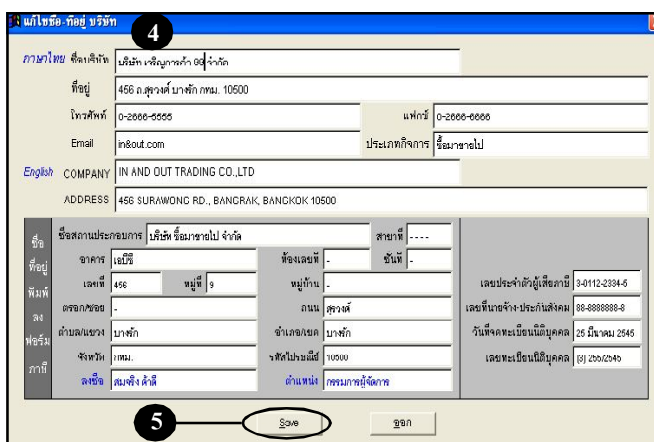 แก้ไขชื่อ-ที่อยู่ บริษัท
4
ภาษาไทย ชื่อบริษัท บริษัท เจริญการค้า 99 จำกัด
ที่อยู่ 456 ถ.สุรวงศ์ บางรัก กทม. 10500
โทรศัพท์ 0-2666-5555 แฟกซ์ 0-2666-6666
Email in&out.com ประเภทกิจการ ซื้อมาขายไป
English COMPANY IN AND OUT TRADING CO.,LTD
ADDRESS 456 SURAWONG RD., BANGRAK, BANGKOK 10500
ชื่อ ที่อยู่ พิมพ์ ลง ฟอร์ม ภาษี
ชื่อสถานประกอบการ บริษัท ซื้อมาขายไป จำกัด สาขาที่ ----
อาคาร เอบีซี ห้องเลขที่ - ชั้นที่ -
เลขที่ 456 หมู่ที่ 9 หมู่บ้าน - เลขประจำตัวผู้เสียภาษี 3-0112-2334-5
ตรอก/ซอย - ถนน สุรวงศ์ เลขที่นายจ้าง-ประกันสังคม 88-8888888-8
ตำบล/แขวง บางรัก อำเภอ/เขต บางรัก วันที่จดทะเบียนนิติบุคคล 25 มีนาคม 2545
จังหวัด กทม. รหัสไปรษณีย์ 10500 เลขทะเบียนนิติบุคคล (3) 255/2545
ลงชื่อ สมจริง ค้าดี ตำแหน่ง กรรมการผู้จัดการ
5 Save ออก